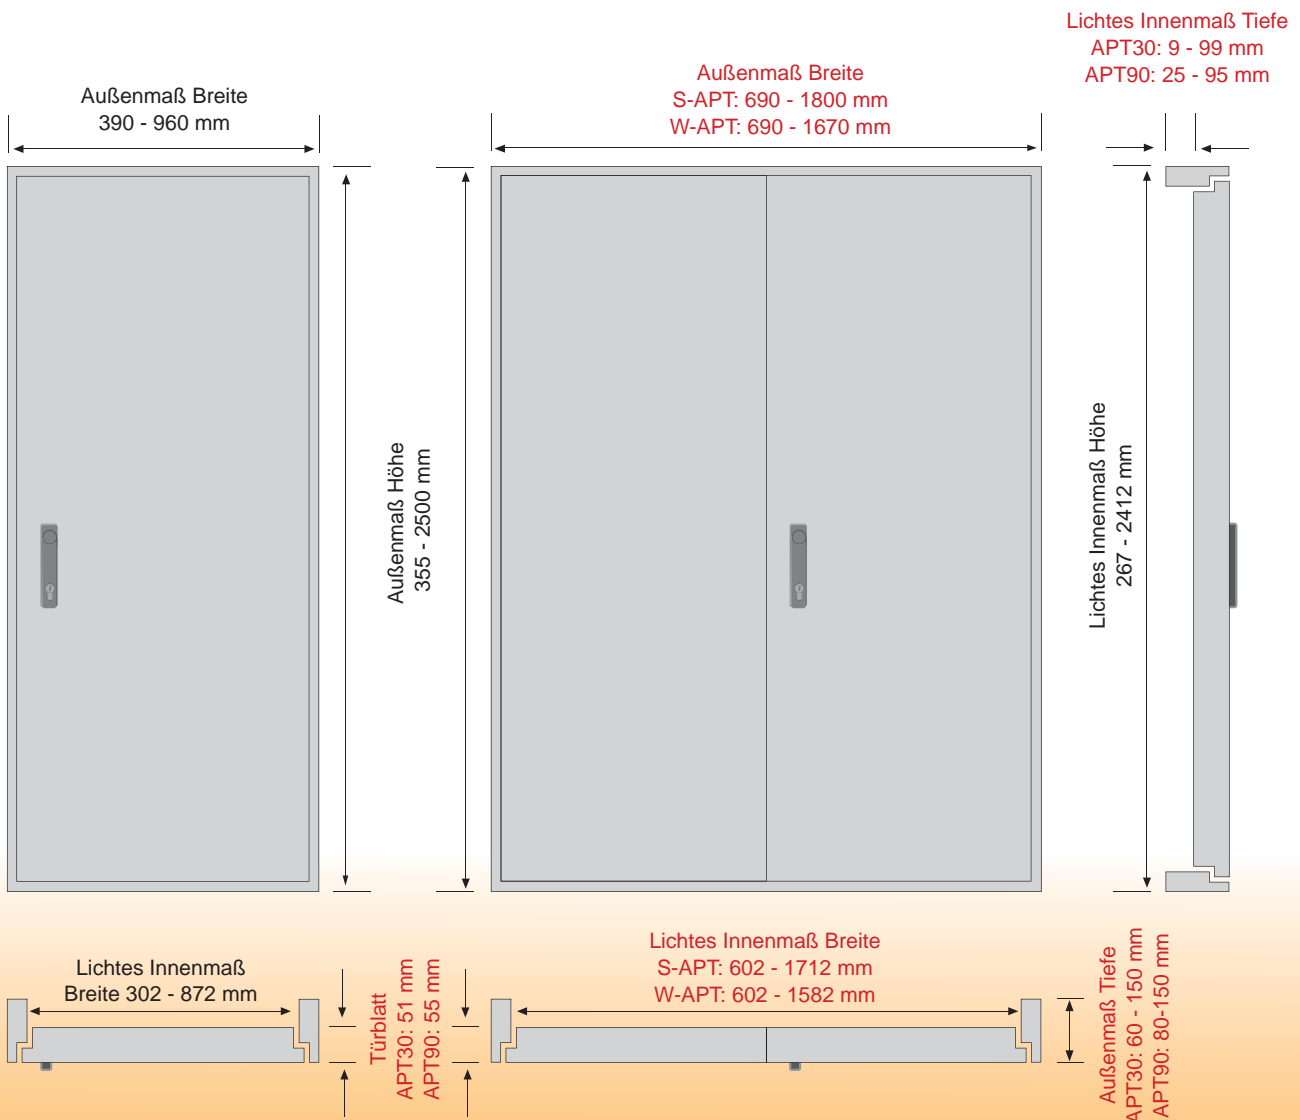 Lichtes Innenmaß Tiefe
APT30: 9 - 99 mm
APT90: 25 - 95 mm
Außenmaß Breite
S-APT: 690 - 1800 mm
W-APT: 690 - 1670 mm
Außenmaß Breite
390 - 960 mm
Außenmaß Höhe
355 - 2500 mm
Lichtes Innenmaß Höhe
267 - 2412 mm
Lichtes Innenmaß
Breite 302 - 872 mm
Türblatt
APT30: 51 mm
APT90: 55 mm
Lichtes Innenmaß Breite
S-APT: 602 - 1712 mm
W-APT: 602 - 1582 mm
Außenmaß Tiefe
APT30: 60 - 150 mm
APT90: 80-150 mm